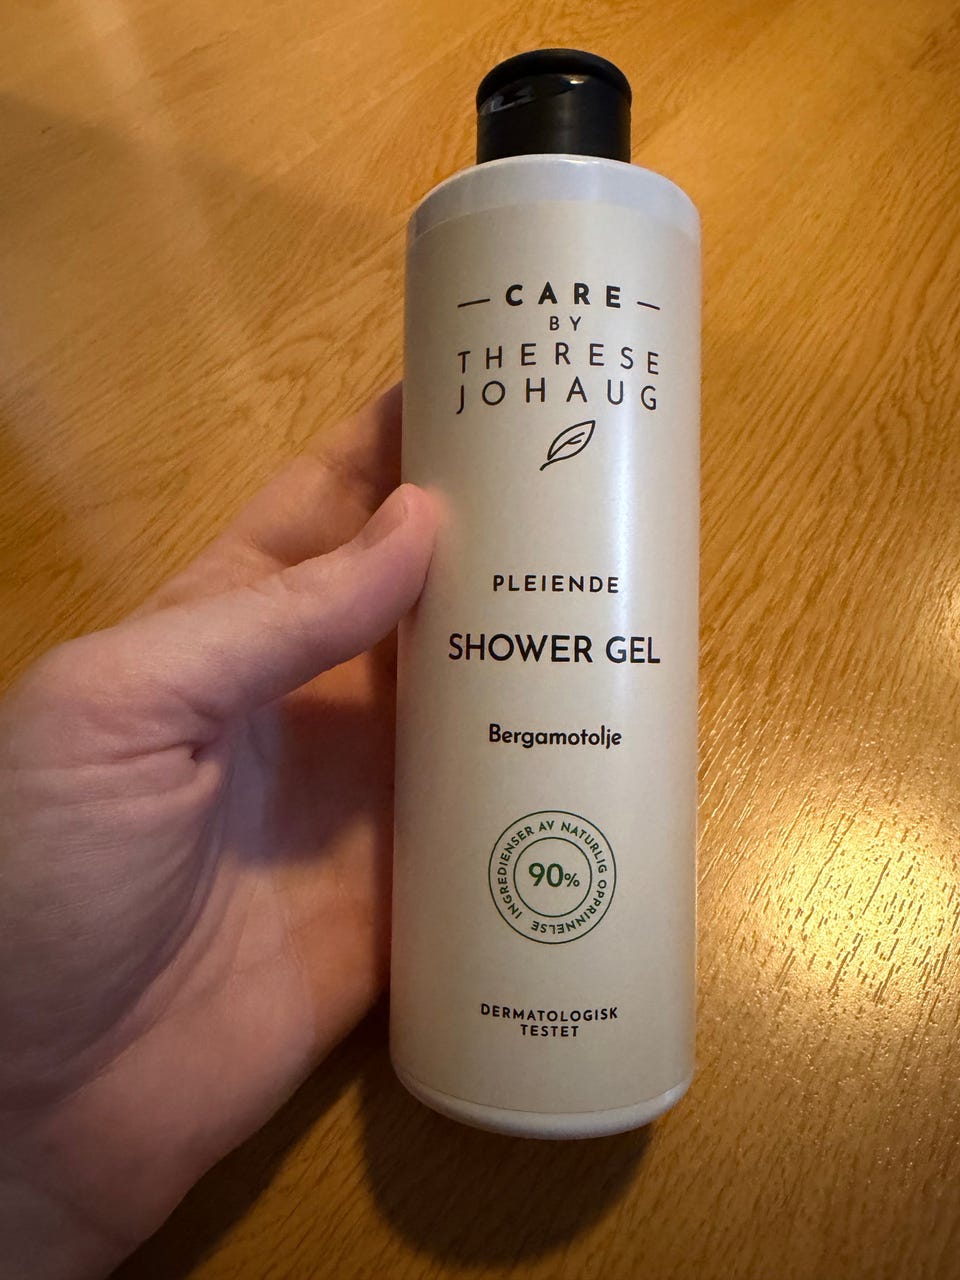 — CARE —
BY
THERESE
JOHAUG
PLEIENDE
SHOWER GEL
Bergamotolje
INGREDIENSER AV NATURLIG OPPRINNELSE
90%
DERMATOLOGISK
TESTET